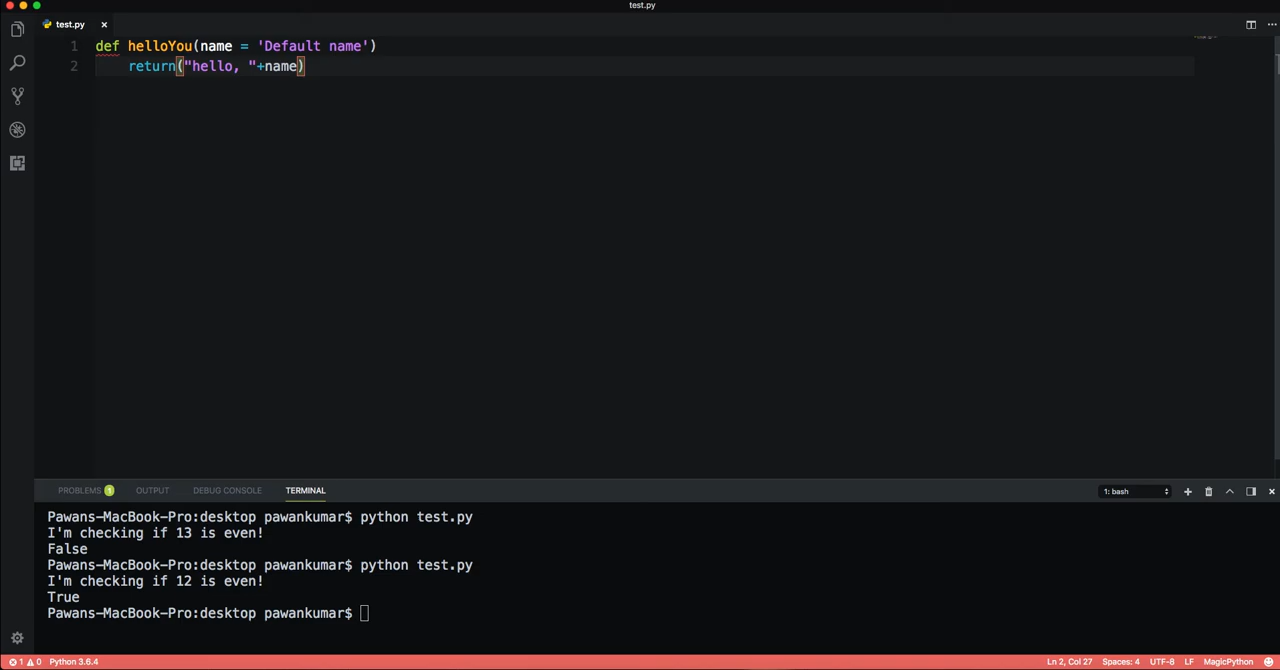 test.py
test.py ×
1 def helloYou(name = 'Default name')
2 return("hello, "+name)
PROBLEMS 1 OUTPUT DEBUG CONSOLE TERMINAL 1: bash
Pawans-MacBook-Pro:desktop pawankumar$ python test.py
I'm checking if 13 is even!
False
Pawans-MacBook-Pro:desktop pawankumar$ python test.py
I'm checking if 12 is even!
True
Pawans-MacBook-Pro:desktop pawankumar$
1 0 Python 3.6.4 Ln 2, Col 27 Spaces: 4 UTF-8 LF MagicPython